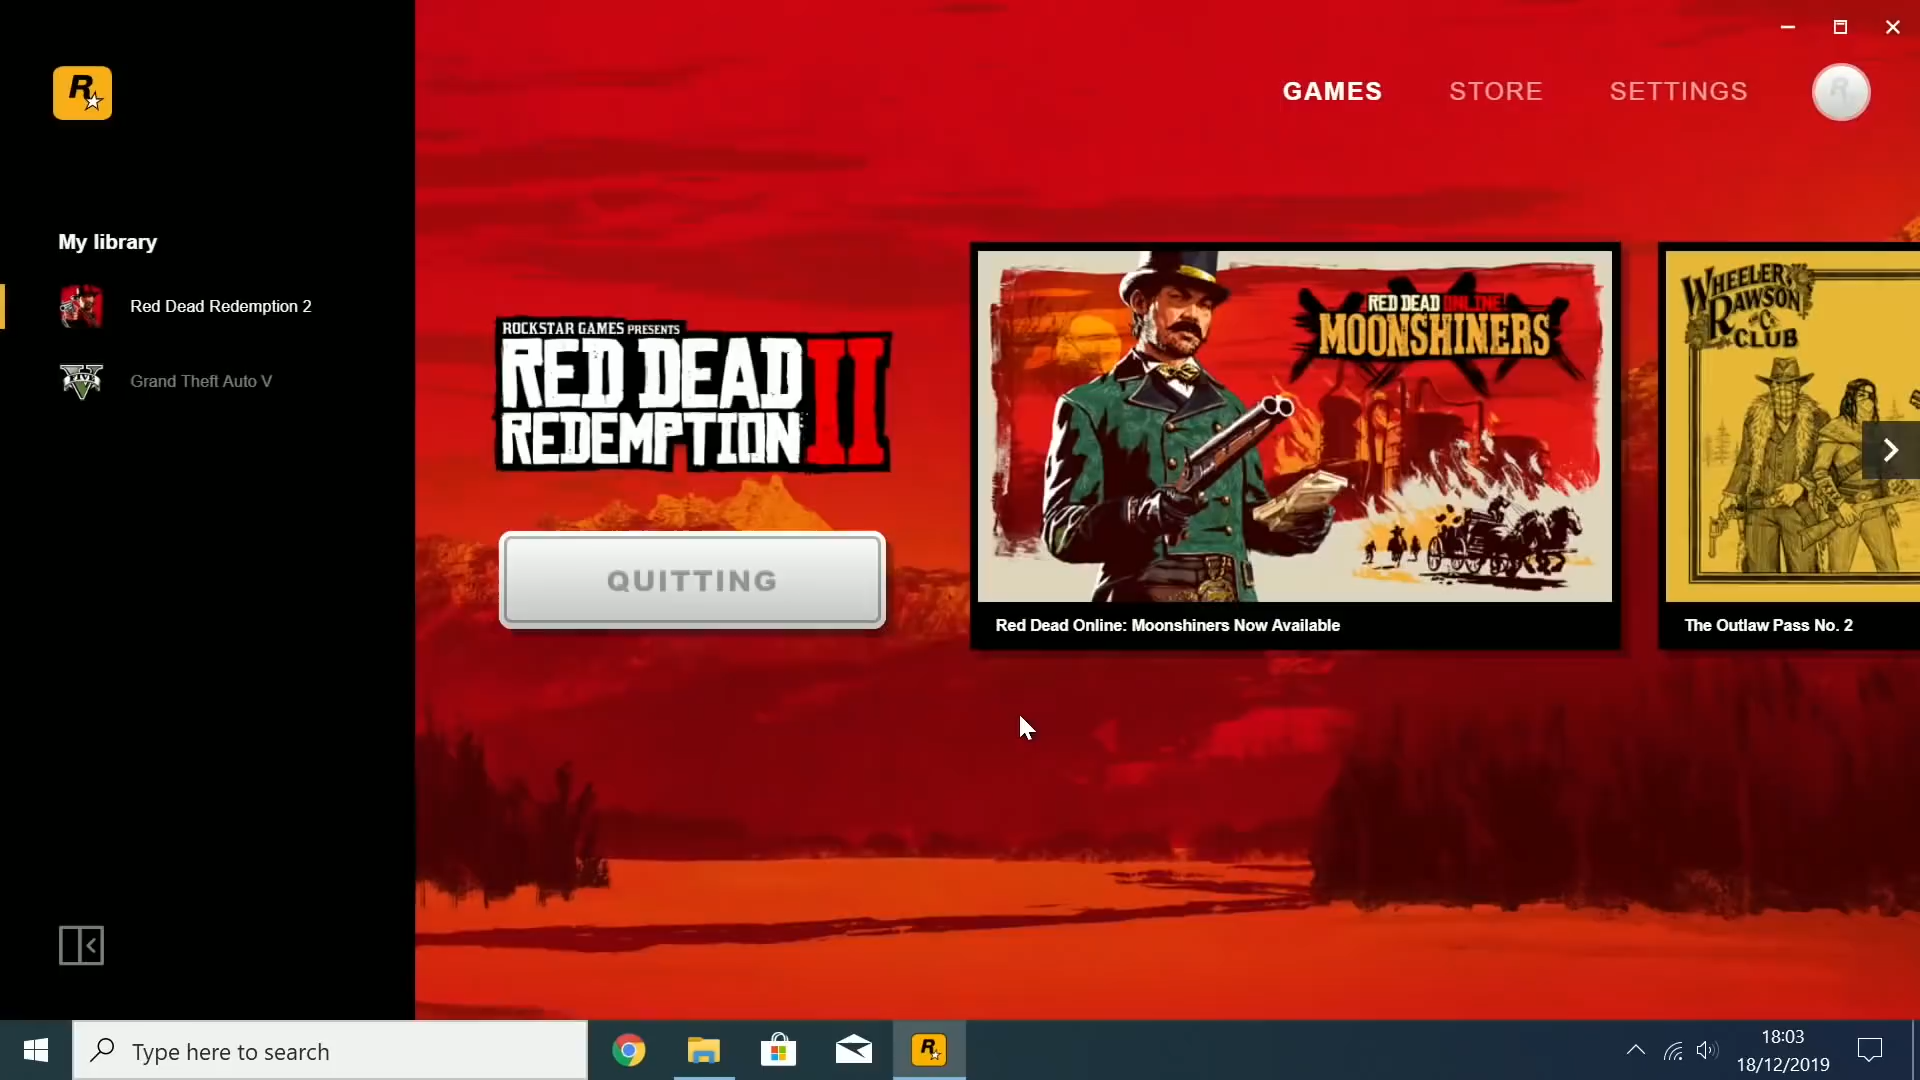 GAMES
STORE
SETTINGS
My library
Red Dead Redemption 2
Grand Theft Auto V
ROCKSTAR GAMES PRESENTS
RED DEAD
REDEMPTION II
QUITTING
RED DEAD ONLINE
MOONSHINERS
Red Dead Online: Moonshiners Now Available
WHEELER
RAWSON
& CO.
CLUB
The Outlaw Pass No. 2
Type here to search
18:03
18/12/2019